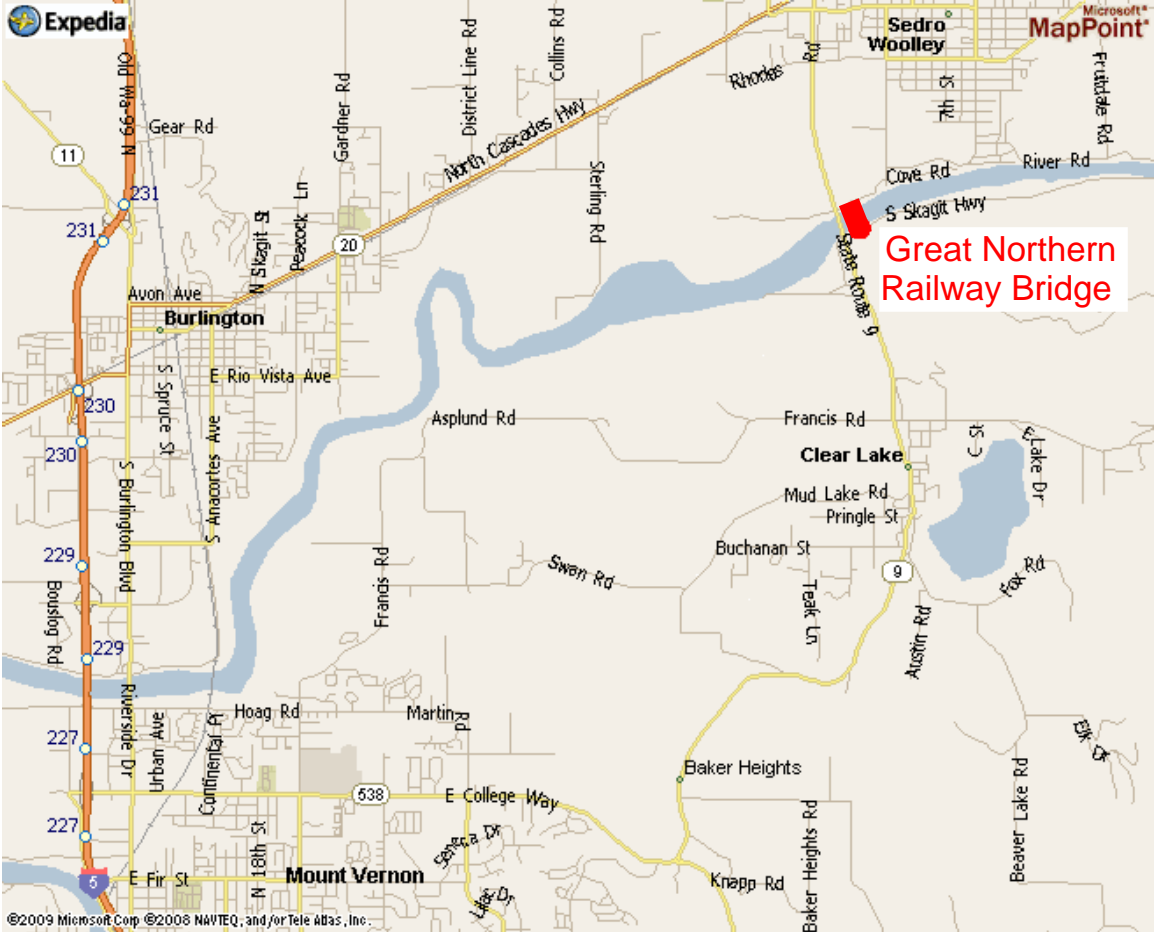 Expedia
Microsoft®
MapPoint®
Sedro
Woolley
Old Wa-99 N
Gear Rd
Gardner Rd
District Line Rd
Collins Rd
Rhodes Rd
7th St
Fruitdale Rd
11
North Cascades Hwy
231
231
N Skagit St
Peacock Ln
20
Sterling Rd
Cove Rd
River Rd
S Skagit Hwy
Great Northern
Railway Bridge
State Route 9
Avon Ave
Burlington
S Spruce St
E Rio Vista Ave
230
230
S Anacortes Ave
S Burlington Blvd
Asplund Rd
Francis Rd
Clear Lake
C St
E Lake Dr
Mud Lake Rd
Pringle St
Buchanan St
229
Bouslog Rd
229
Francis Rd
Swan Rd
Teak Ln
9
Fox Rd
Austin Rd
Hoag Rd
Martin Rd
Riverside Dr
Urban Ave
Continental Pl
227
227
538
E College Way
Baker Heights
Elk Dr
Beaver Lake Rd
Baker Heights Rd
Seneca Dr
N 18th St
5
E Fir St
Mount Vernon
Lilac Dr
Knapp Rd
©2009 Microsoft Corp ©2008 NAVTEQ, and/or Tele Atlas, Inc.